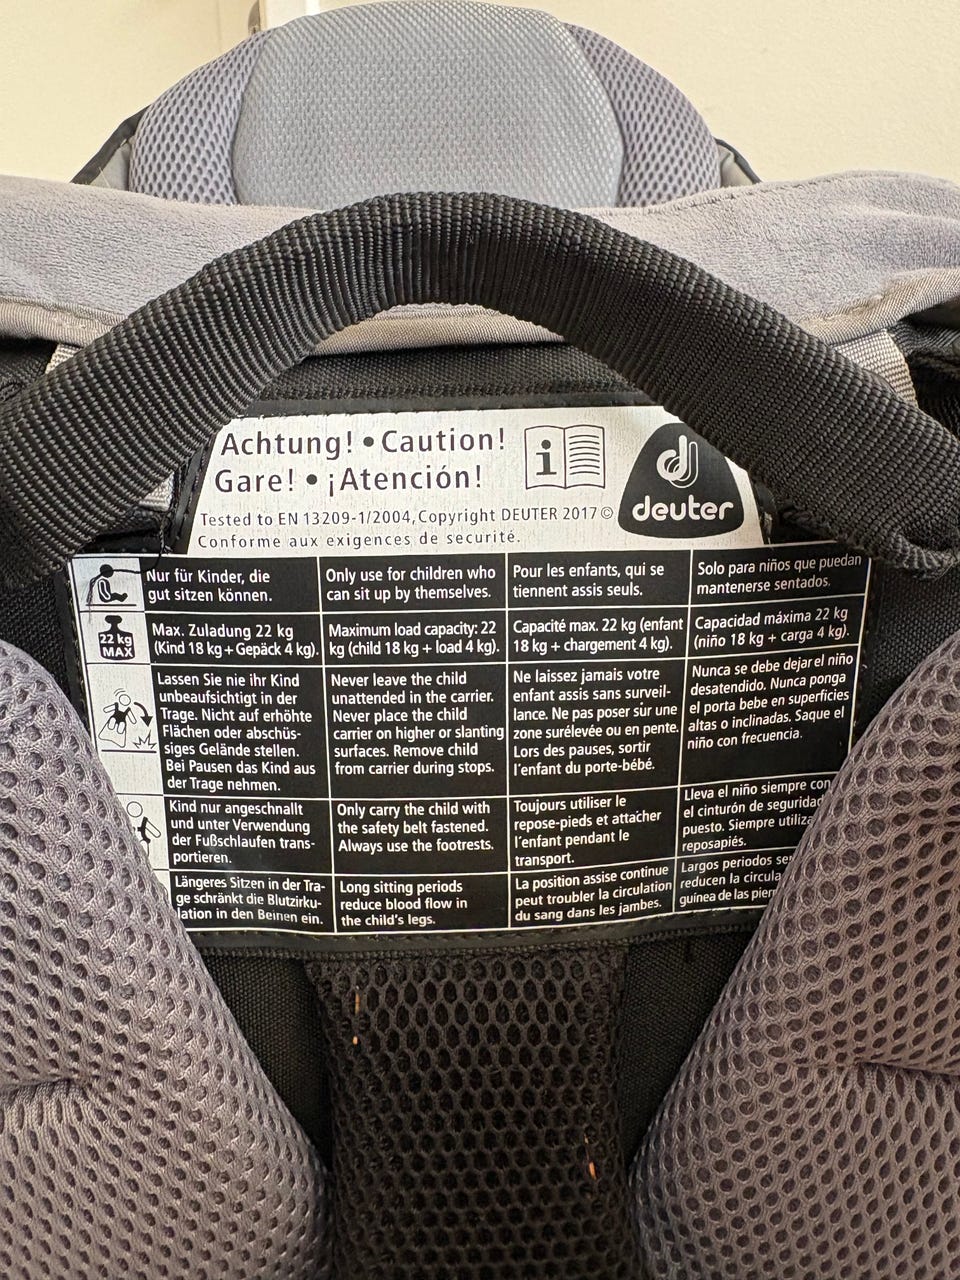 Achtung! • Caution!
Gare! • ¡Atención!
i
deuter
Tested to EN 13209-1/2004, Copyright DEUTER 2017 ©
Conforme aux exigences de securité.
Nur für Kinder, die
gut sitzen können.
Only use for children who
can sit up by themselves.
Pour les enfants, qui se
tiennent assis seuls.
Solo para niños que puedan
mantenerse sentados.
22 kg
MAX
Max. Zuladung 22 kg
(Kind 18 kg + Gepäck 4 kg).
Maximum load capacity: 22
kg (child 18 kg + load 4 kg).
Capacité max. 22 kg (enfant
18 kg + chargement 4 kg).
Capacidad máxima 22 kg
(niño 18 kg + carga 4 kg).
Lassen Sie nie ihr Kind
unbeaufsichtigt in der
Trage. Nicht auf erhöhte
Flächen oder abschüs-
siges Gelände stellen.
Bei Pausen das Kind aus
der Trage nehmen.
Never leave the child
unattended in the carrier.
Never place the child
carrier on higher or slanting
surfaces. Remove child
from carrier during stops.
Ne laissez jamais votre
enfant assis sans surveil-
lance. Ne pas poser sur une
zone surélevée ou en pente.
Lors des pauses, sortir
l'enfant du porte-bébé.
Nunca se debe dejar el niño
desatendido. Nunca ponga
el porta bebe en superficies
altas o inclinadas. Saque el
niño con frecuencia.
Kind nur angeschnallt
und unter Verwendung
der Fußschlaufen trans-
portieren.
Only carry the child with
the safety belt fastened.
Always use the footrests.
Toujours utiliser le
repose-pieds et attacher
l'enfant pendant le
transport.
Lleva el niño siempre con
el cinturón de seguridad
puesto. Siempre utiliza
reposapiés.
Längeres Sitzen in der Tra-
ge schränkt die Blutzirku-
lation in den Beinen ein.
Long sitting periods
reduce blood flow in
the child's legs.
La position assise continue
peut troubler la circulation
du sang dans les jambes.
Largos periodos
reducen la
guinea de las